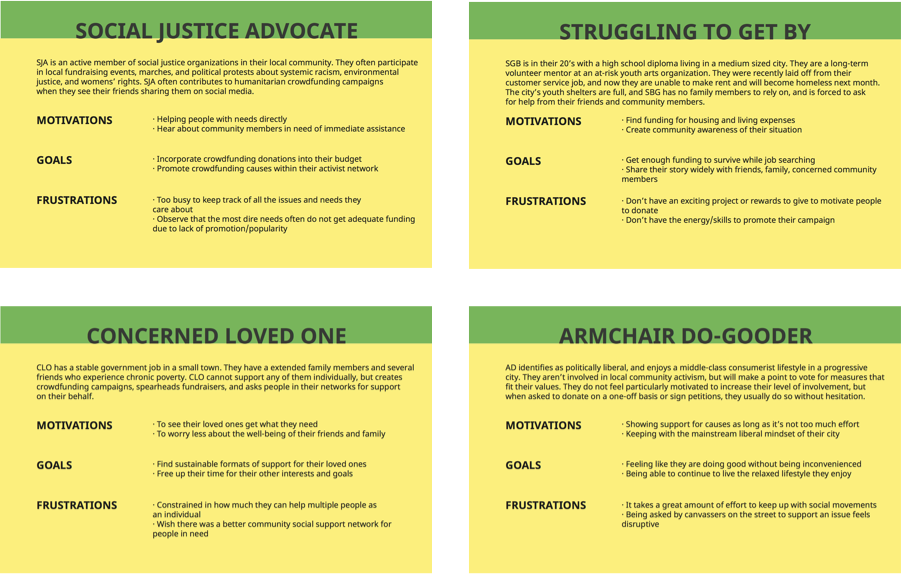 SOCIAL JUSTICE ADVOCATE
SJA is an active member of social justice organizations in their local community. They often participate
in local fundraising events, marches, and political protests about systemic racism, environmental
justice, and womens' rights. SJA often contributes to humanitarian crowdfunding campaigns
when they see their friends sharing them on social media.
MOTIVATIONS
· Helping people with needs directly
· Hear about community members in need of immediate assistance
GOALS
· Incorporate crowdfunding donations into their budget
· Promote crowdfunding causes within their activist network
FRUSTRATIONS
· Too busy to keep track of all the issues and needs they
care about
· Observe that the most dire needs often do not get adequate funding
due to lack of promotion/popularity
STRUGGLING TO GET BY
SGB is in their 20's with a high school diploma living in a medium sized city. They are a long-term
volunteer mentor at an at-risk youth arts organization. They were recently laid off from their
customer service job, and now they are unable to make rent and will become homeless next month.
The city's youth shelters are full, and SBG has no family members to rely on, and is forced to ask
for help from their friends and community members.
MOTIVATIONS
· Find funding for housing and living expenses
· Create community awareness of their situation
GOALS
· Get enough funding to survive while job searching
· Share their story widely with friends, family, concerned community
members
FRUSTRATIONS
· Don't have an exciting project or rewards to give to motivate people
to donate
· Don't have the energy/skills to promote their campaign
CONCERNED LOVED ONE
CLO has a stable government job in a small town. They have a extended family members and several
friends who experience chronic poverty. CLO cannot support any of them individually, but creates
crowdfunding campaigns, spearheads fundraisers, and asks people in their networks for support
on their behalf.
MOTIVATIONS
· To see their loved ones get what they need
· To worry less about the well-being of their friends and family
GOALS
· Find sustainable formats of support for their loved ones
· Free up their time for their other interests and goals
FRUSTRATIONS
· Constrained in how much they can help multiple people as
an individual
· Wish there was a better community social support network for
people in need
ARMCHAIR DO-GOODER
AD identifies as politically liberal, and enjoys a middle-class consumerist lifestyle in a progressive
city. They aren't involved in local community activism, but will make a point to vote for measures that
fit their values. They do not feel particularly motivated to increase their level of involvement, but
when asked to donate on a one-off basis or sign petitions, they usually do so without hesitation.
MOTIVATIONS
· Showing support for causes as long as it's not too much effort
· Keeping with the mainstream liberal mindset of their city
GOALS
· Feeling like they are doing good without being inconvenienced
· Being able to continue to live the relaxed lifestyle they enjoy
FRUSTRATIONS
· It takes a great amount of effort to keep up with social movements
· Being asked by canvassers on the street to support an issue feels
disruptive